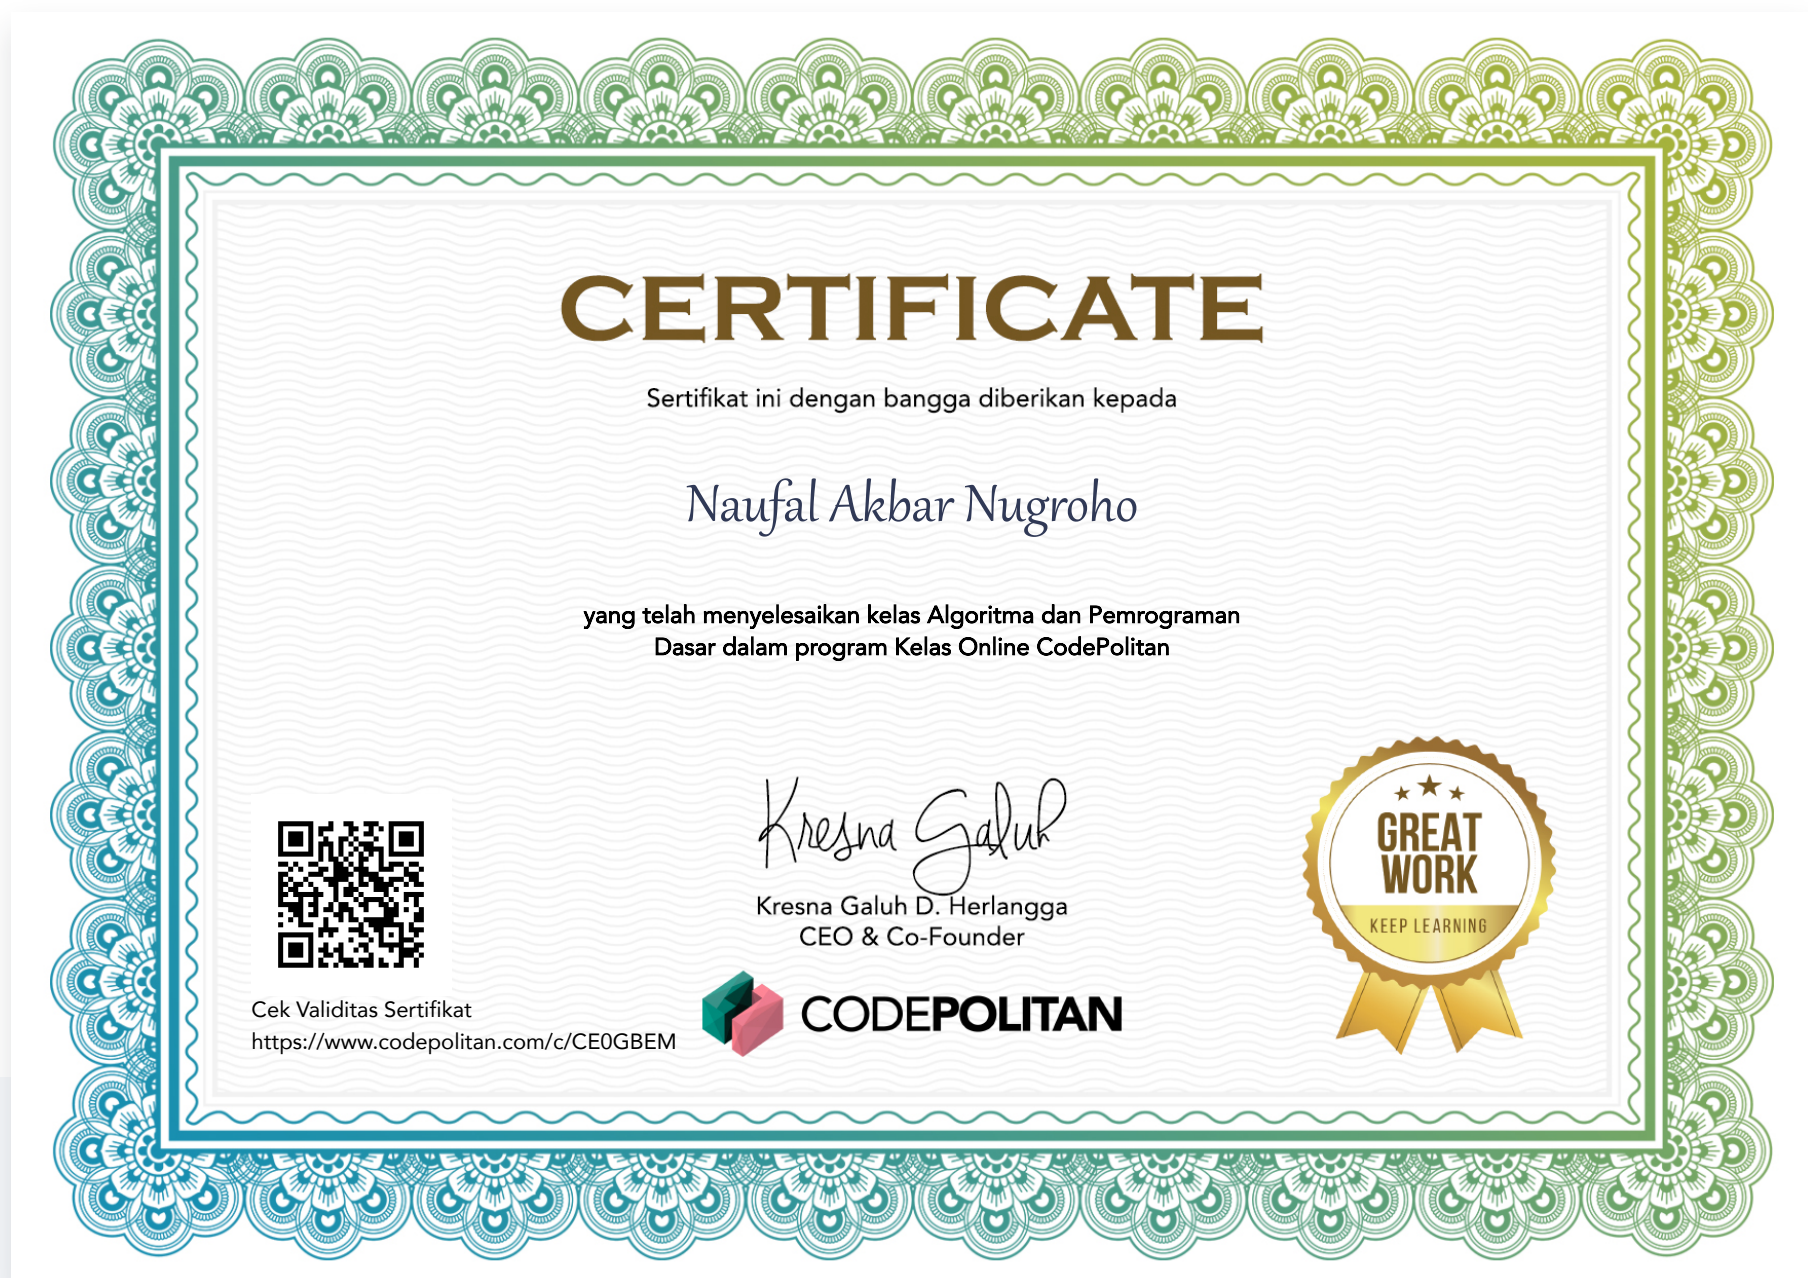 CERTIFICATE
Sertifikat ini dengan bangga diberikan kepada
Naufal Akbar Nugroho
yang telah menyelesaikan kelas Algoritma dan Pemrograman
Dasar dalam program Kelas Online CodePolitan
Kresna Galuh
Kresna Galuh D. Herlangga
CEO & Co-Founder
CODEPOLITAN
Cek Validitas Sertifikat
https://www.codepolitan.com/c/CE0GBEM
GREAT
WORK
KEEP LEARNING